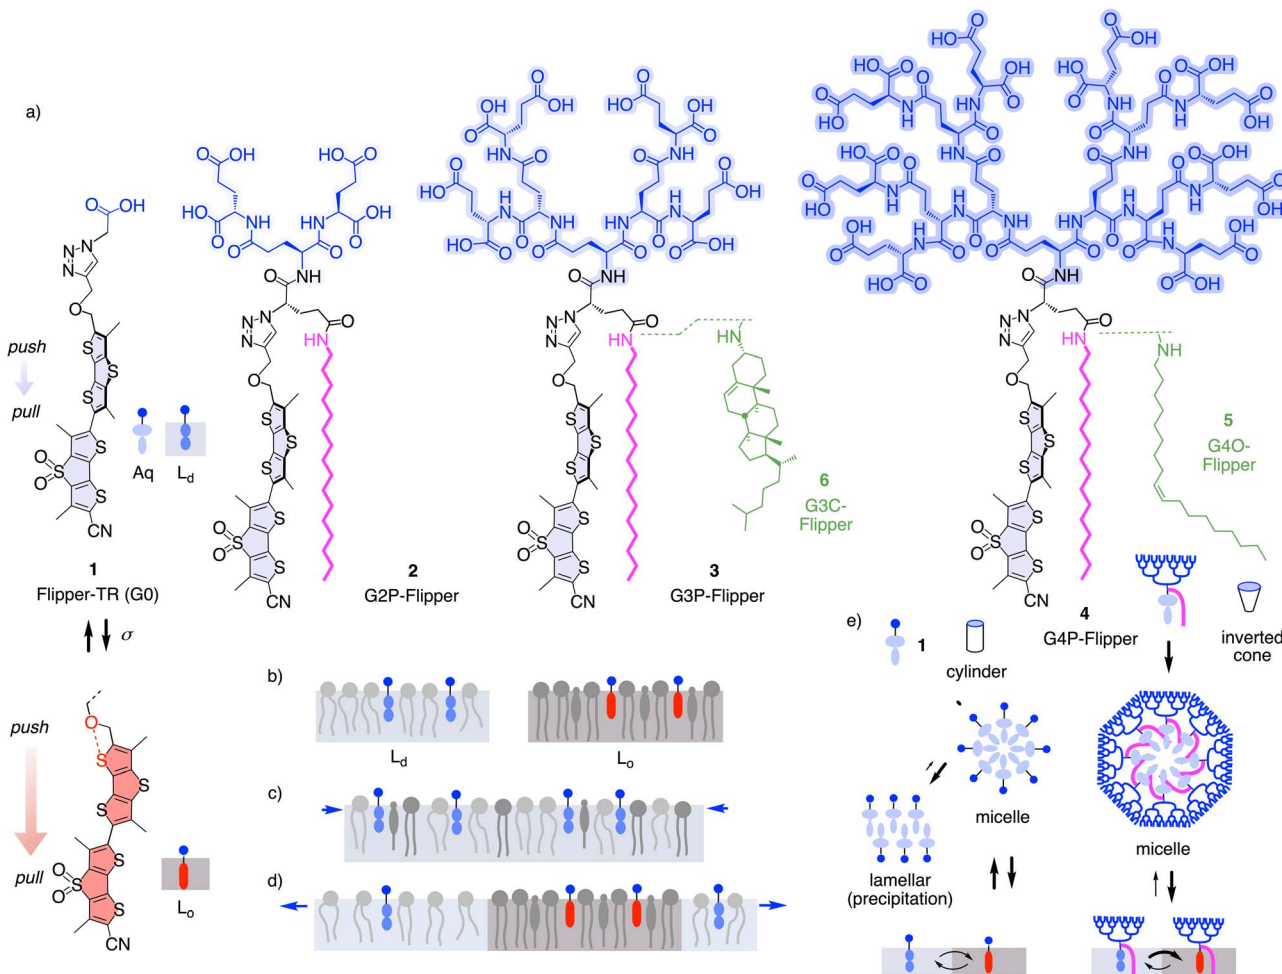 a)
push
pull
Aq
Ld
1
Flipper-TR (G0)
σ
push
pull
Lo
2
G2P-Flipper
3
G3P-Flipper
6
G3C-
Flipper
4
G4P-Flipper
5
G4O-
Flipper
b)
Ld
Lo
c)
d)
e)
1
cylinder
inverted
cone
micelle
lamellar
(precipitation)
micelle